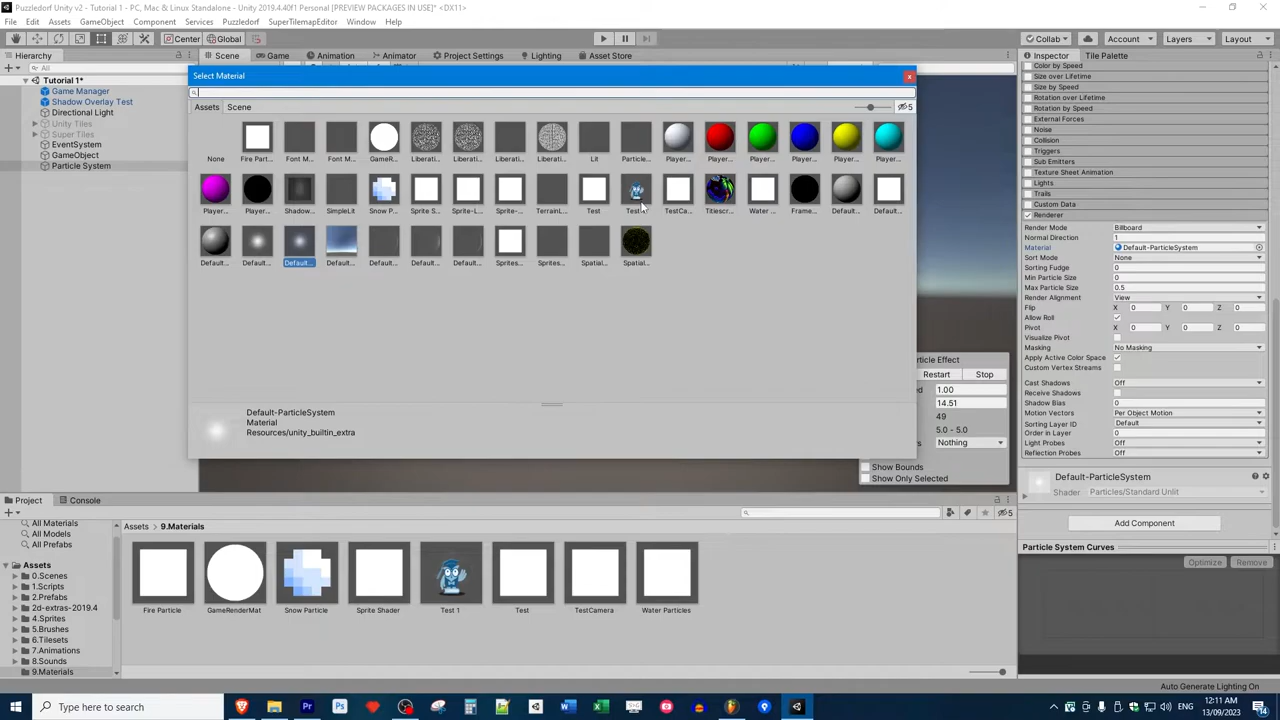 Puzzledorf Unity v2 - Tutorial 1 - PC, Mac & Linux Standalone - Unity 2019.4.40f1 Personal [PREVIEW PACKAGES IN USE]* <DX11>
File Edit Assets GameObject Component Services Puzzledorf SuperTilemapEditor Window Help
Center Global Collab Account Layers Layout
Hierarchy Scene Game Animation Animator Project Settings Lighting Asset Store Inspector Tile Palette
All
Tutorial 1*
Game Manager
Shadow Overlay Test
Directional Light
Unity Tiles
Super Tiles
EventSystem
GameObject
Particle System
Select Material
Assets Scene 5
None Fire Part... Font M... Font M... GameR... Liberati... Liberati... Liberati... Liberati... Lit Particle... Player... Player... Player... Player... Player... Player...
Player... Player... Shadow... SimpleL... Snow P... Sprite S... Sprite-L... Sprite-... TerrainL... Test Test TestCa... Titlescr... Water ... Frame... Default... Default...
Default... Default... Default... Default... Default... Default... Default... Sprites... Sprites... Spatial... Spatial...
Default-ParticleSystem
Material
Resources/unity_builtin_extra
article Effect
Restart Stop
1.00
14.51
49
5.0 - 5.0
Nothing
Show Bounds
Show Only Selected
Color by Speed
Size over Lifetime
Size by Speed
Rotation over Lifetime
Rotation by Speed
External Forces
Noise
Collision
Triggers
Sub Emitters
Texture Sheet Animation
Lights
Trails
Custom Data
Renderer
Render Mode Billboard
Normal Direction 1
Material Default-ParticleSystem
Sort Mode None
Sorting Fudge 0
Min Particle Size 0
Max Particle Size 0.5
Render Alignment View
Flip X 0 Y 0 Z 0
Allow Roll
Pivot X 0 Y 0 Z 0
Visualize Pivot
Masking No Masking
Apply Active Color Space
Custom Vertex Streams
Cast Shadows Off
Receive Shadows
Shadow Bias 0
Motion Vectors Per Object Motion
Sorting Layer ID Default
Order in Layer 0
Light Probes Off
Reflection Probes Off
Default-ParticleSystem
Shader Particles/Standard Unlit
Add Component
Particle System Curves
Optimize Remove
Project Console
5
All Materials
All Models
All Prefabs
Assets
0.Scenes
1.Scripts
2.Prefabs
2d-extras-2019.4
4.Sprites
5.Brushes
6.Tilesets
7.Animations
8.Sounds
9.Materials
Assets > 9.Materials
Fire Particle GameRenderMat Snow Particle Sprite Shader Test 1 Test TestCamera Water Particles
Auto Generate Lighting On
Type here to search
12:11 AM
13/09/2023